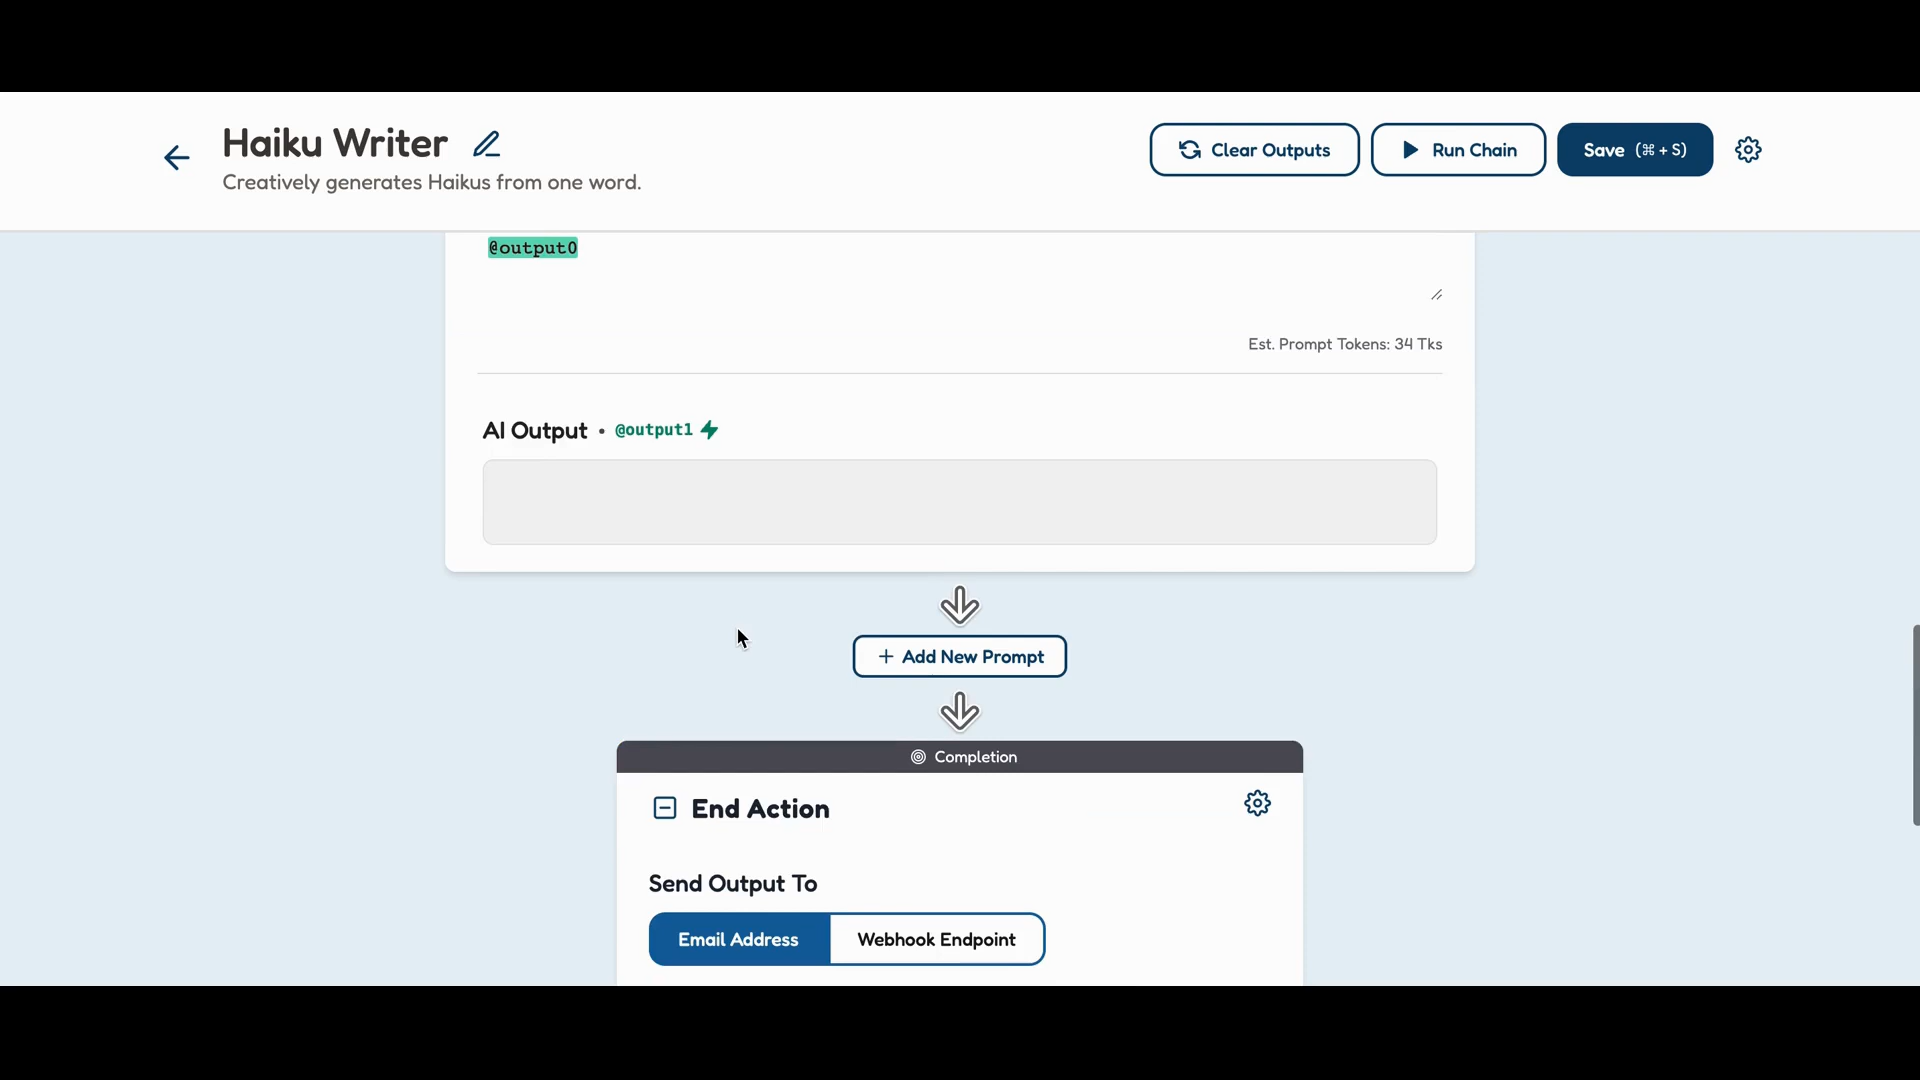 Haiku Writer
Creatively generates Haikus from one word.
Clear Outputs
Run Chain
Save (⌘ + S)
@output0
Est. Prompt Tokens: 34 Tks
AI Output • @output1
+ Add New Prompt
Completion
End Action
Send Output To
Email Address
Webhook Endpoint